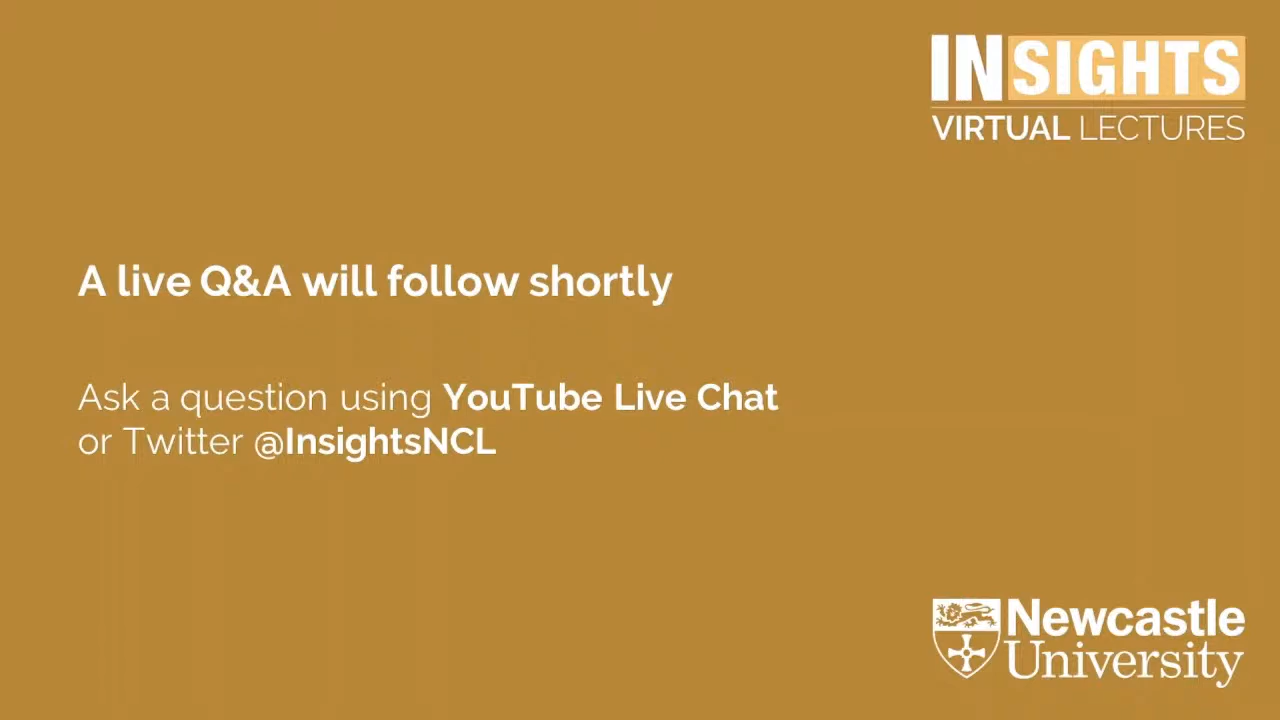 INSIGHTS
VIRTUAL LECTURES
A live Q&A will follow shortly
Ask a question using YouTube Live Chat
or Twitter @InsightsNCL
Newcastle
University